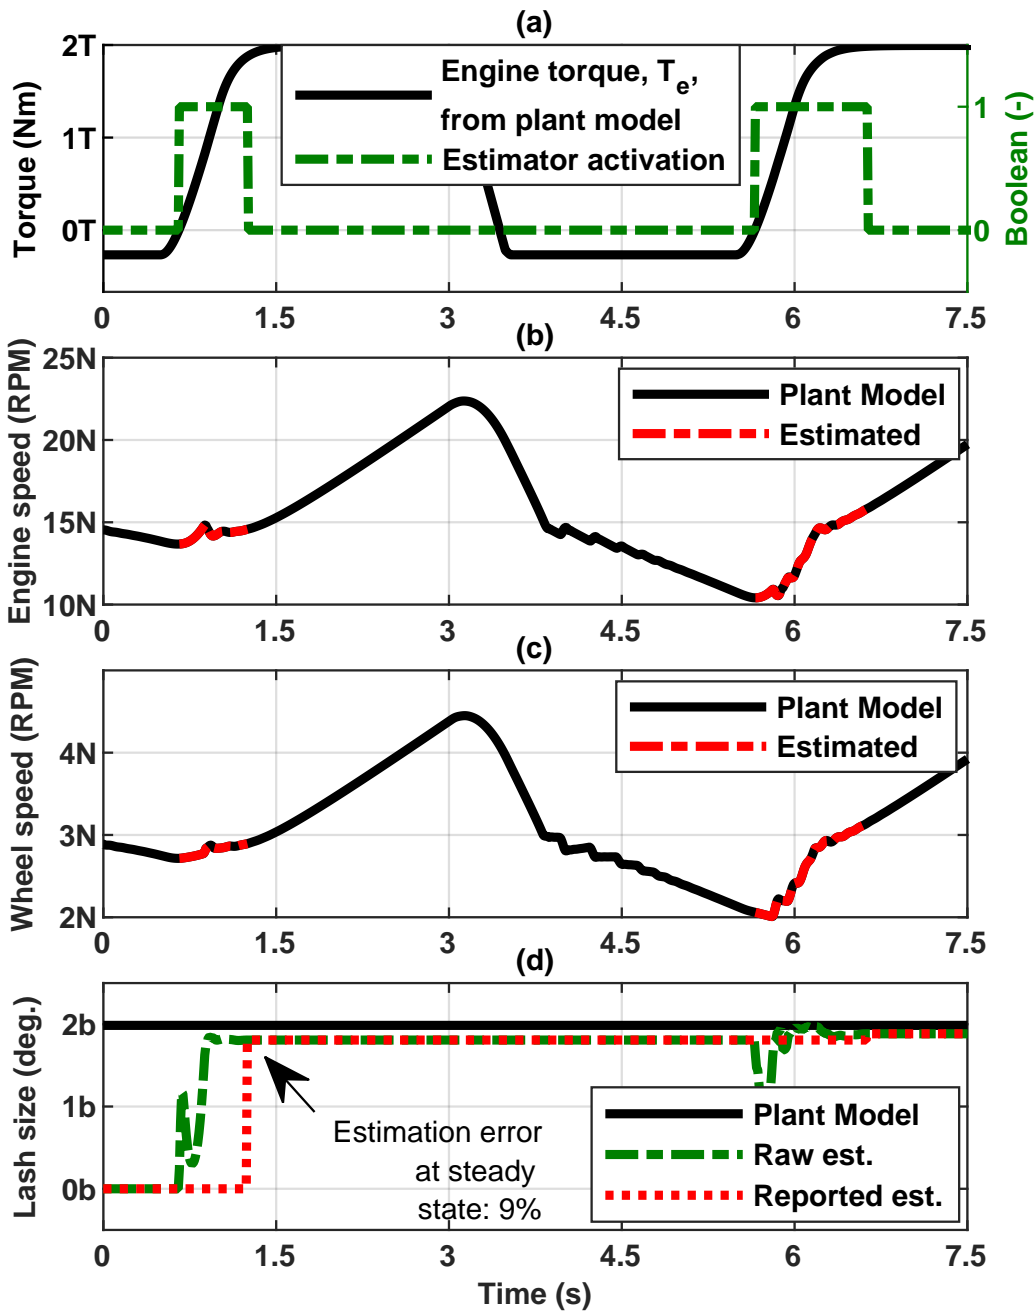 (a)
2T
1T
0T
Torque (Nm)
Engine torque, T_e,
from plant model
Estimator activation
1
0
Boolean (-)
0 1.5 3 4.5 6 7.5
(b)
25N
20N
15N
10N
Engine speed (RPM)
Plant Model
Estimated
0 1.5 3 4.5 6 7.5
(c)
4N
3N
2N
Wheel speed (RPM)
Plant Model
Estimated
0 1.5 3 4.5 6 7.5
(d)
2b
1b
0b
Lash size (deg.)
Estimation error
at steady
state: 9%
Plant Model
Raw est.
Reported est.
0 1.5 3 4.5 6 7.5
Time (s)